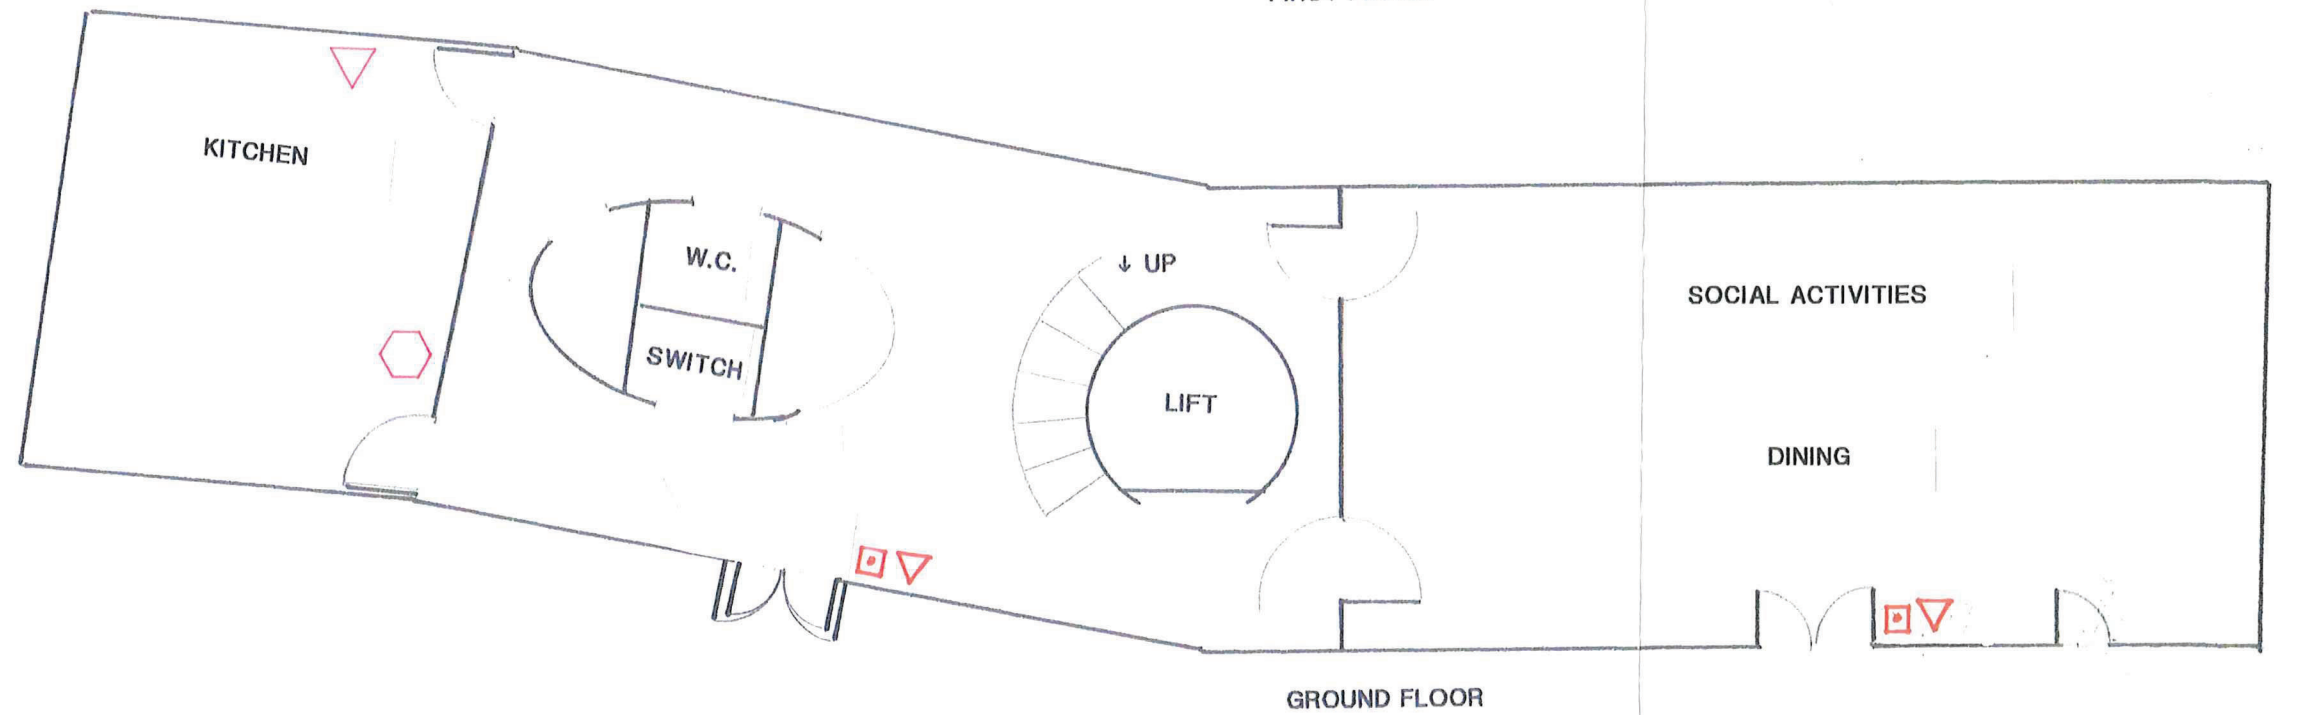 KITCHEN
W.C.
SWITCH
↓ UP
LIFT
SOCIAL ACTIVITIES
DINING
GROUND FLOOR